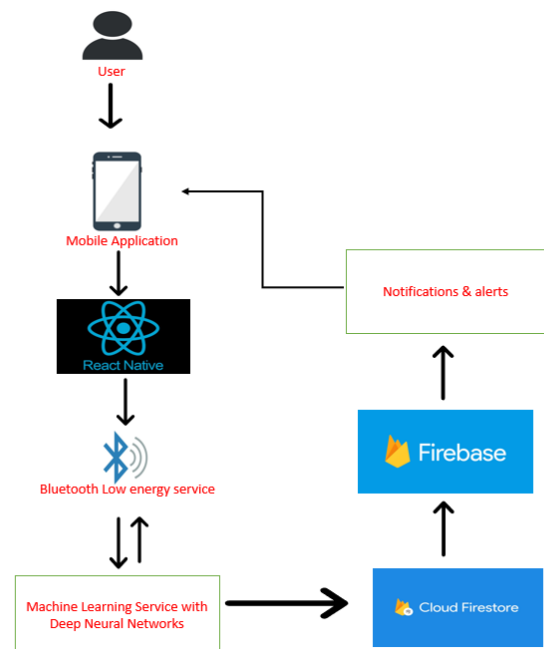 User
Mobile Application
React Native
Bluetooth Low energy service
Machine Learning Service with
Deep Neural Networks
Cloud Firestore
Firebase
Notifications & alerts